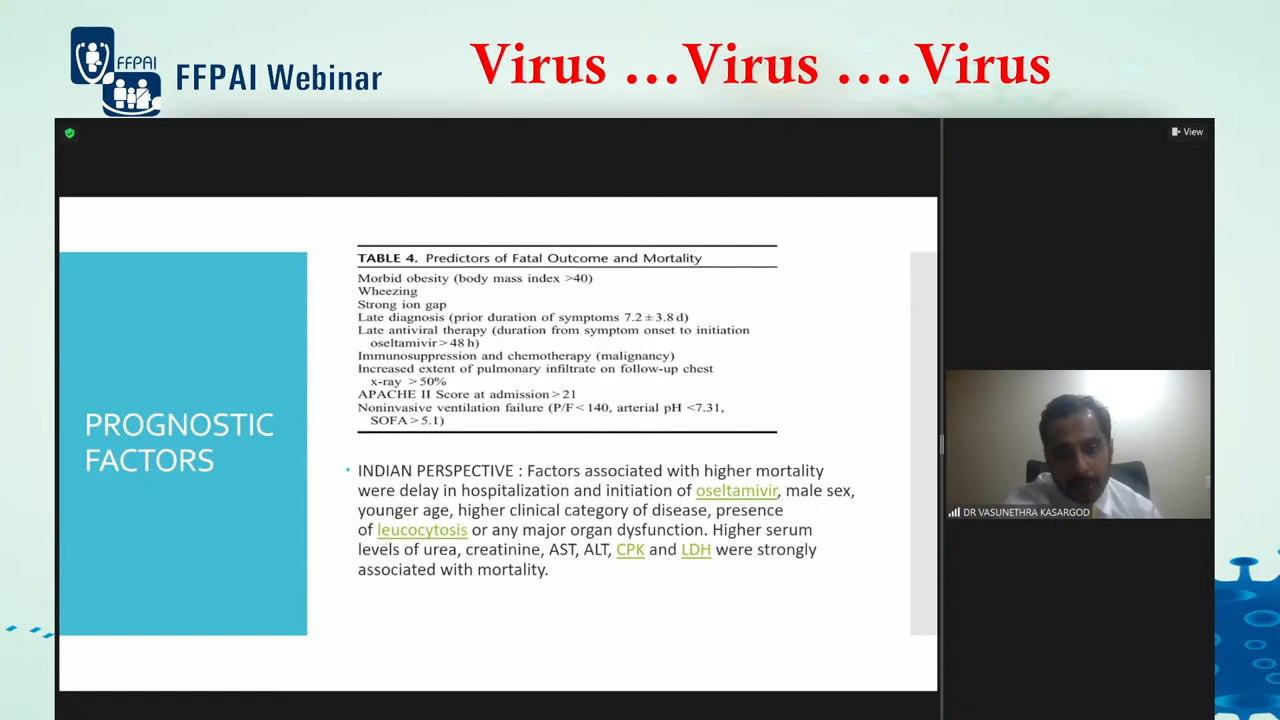 FFPAI
FFPAI Webinar
Virus ...Virus ....Virus
View
TABLE 4. Predictors of Fatal Outcome and Mortality
Morbid obesity (body mass index >40)
Wheezing
Strong ion gap
Late diagnosis (prior duration of symptoms 7.2 ± 3.8 d)
Late antiviral therapy (duration from symptom onset to initiation
oseltamivir > 48 h)
Immunosuppression and chemotherapy (malignancy)
Increased extent of pulmonary infiltrate on follow-up chest
x-ray > 50%
APACHE II Score at admission > 21
Noninvasive ventilation failure (P/F < 140, arterial pH <7.31,
SOFA > 5.1)
PROGNOSTIC
FACTORS
• INDIAN PERSPECTIVE : Factors associated with higher mortality
were delay in hospitalization and initiation of oseltamivir, male sex,
younger age, higher clinical category of disease, presence
of leucocytosis or any major organ dysfunction. Higher serum
levels of urea, creatinine, AST, ALT, CPK and LDH were strongly
associated with mortality.
DR VASUNETHRA KASARGOD